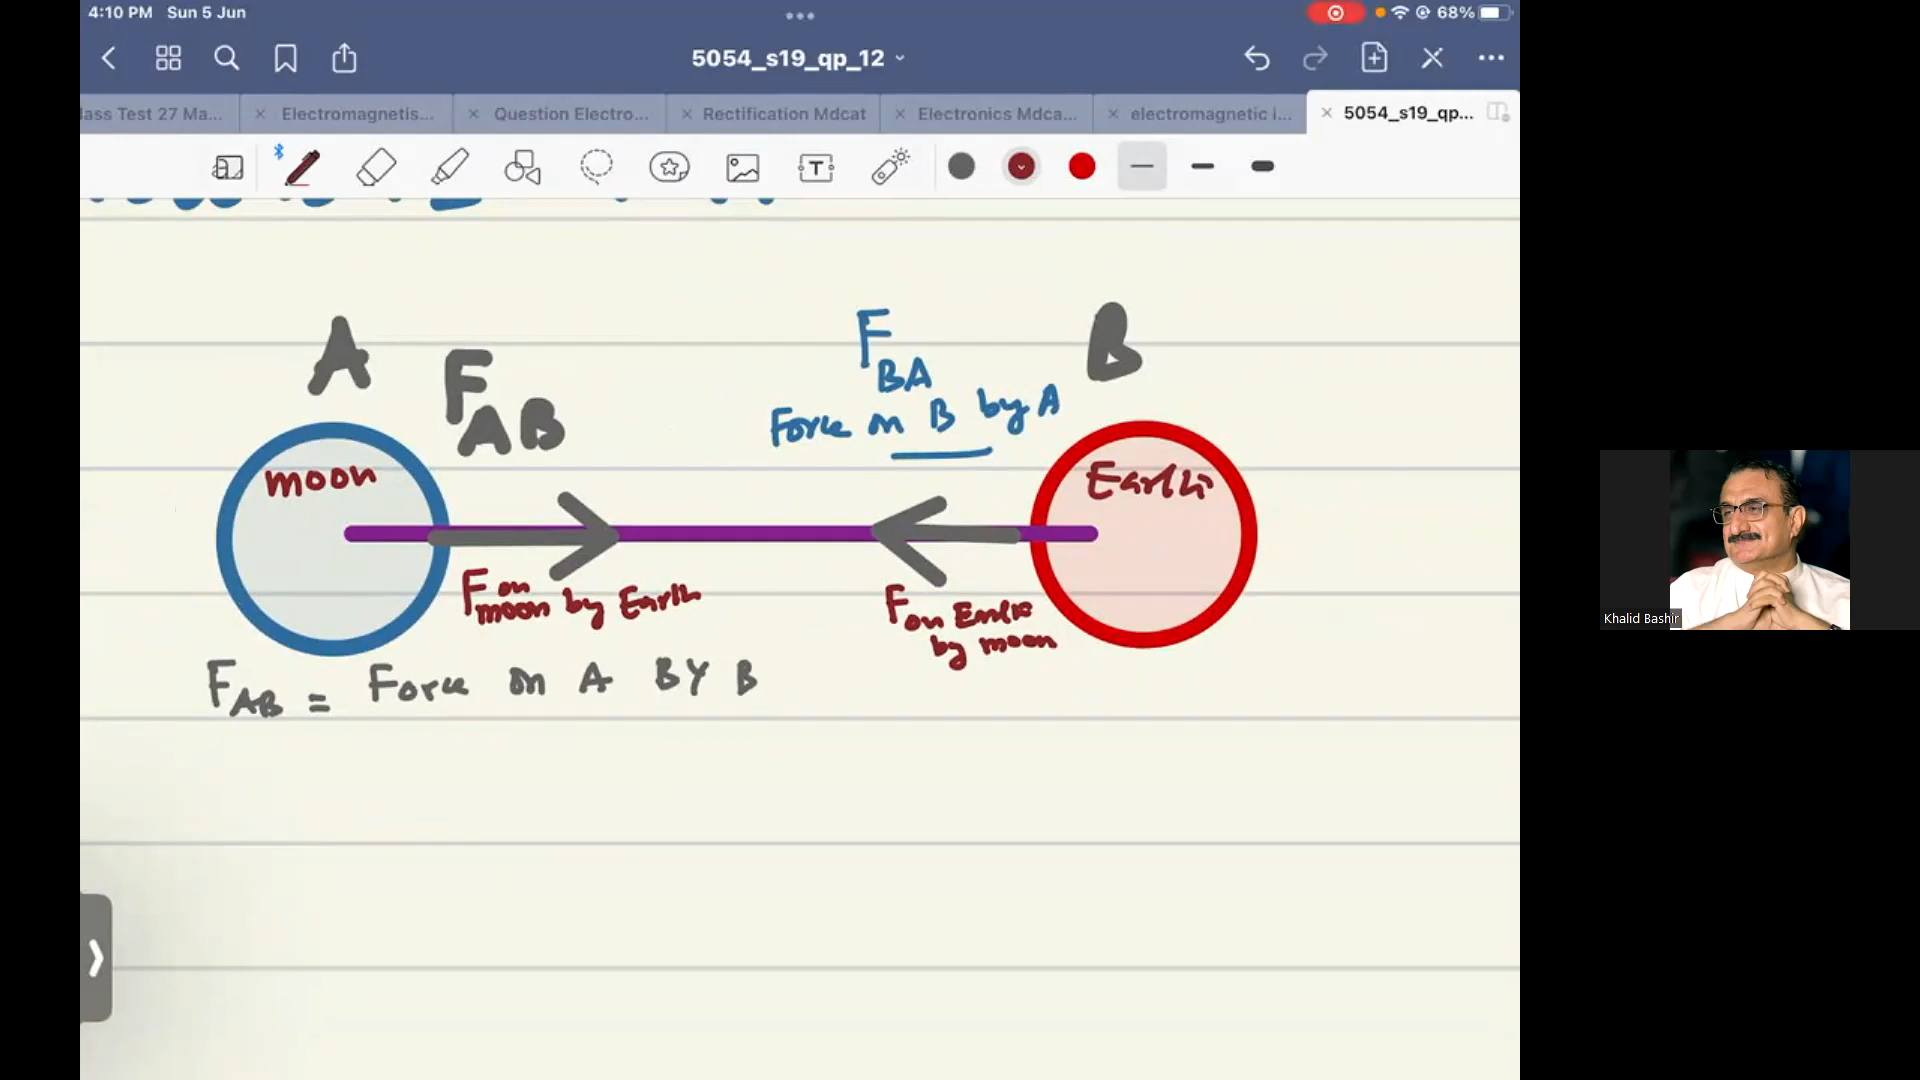 4:10 PM Sun 5 Jun
68%
5054_s19_qp_12
lass Test 27 Ma...
Electromagnetis...
Question Electro...
Rectification Mdcat
Electronics Mdca...
electromagnetic i...
5054_s19_qp...
T
A
F AB
F BA
Force on B by A
B
moon
Earth
F on moon by Earth
F on Earth by moon
F AB = Force on A BY B
Khalid Bashir